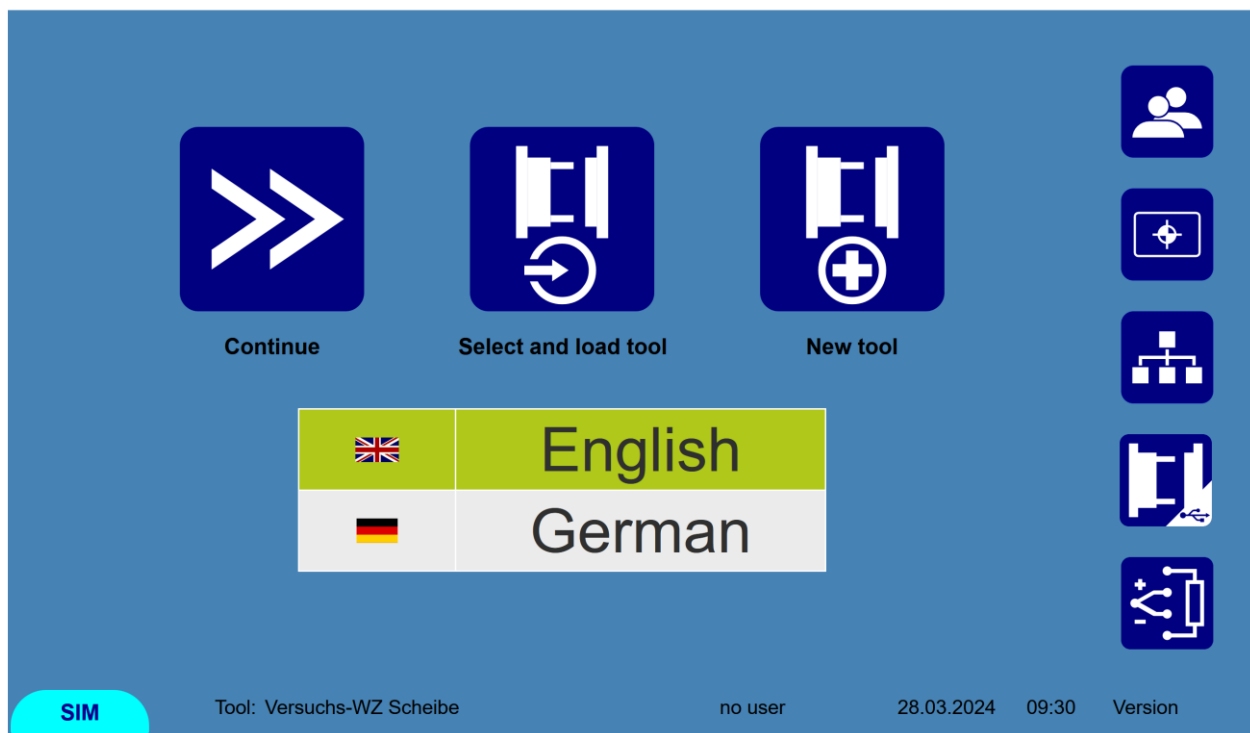 Continue
Select and load tool
New tool
English
German
SIM
Tool: Versuchs-WZ Scheibe
no user
28.03.2024
09:30
Version